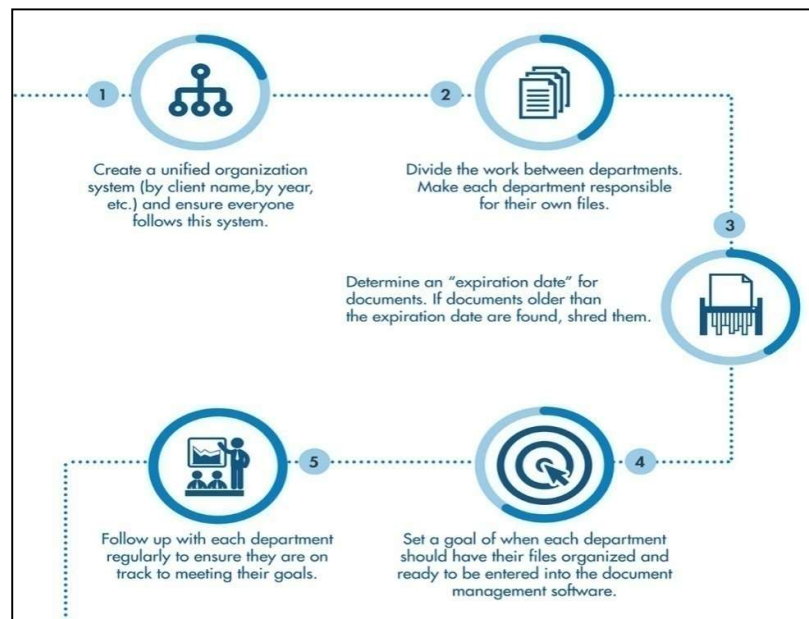 1
Create a unified organization
system (by client name,by year,
etc.) and ensure everyone
follows this system.
2
Divide the work between departments.
Make each department responsible
for their own files.
3
Determine an “expiration date” for
documents. If documents older than
the expiration date are found, shred them.
4
Set a goal of when each department
should have their files organized and
ready to be entered into the document
management software.
5
Follow up with each department
regularly to ensure they are on
track to meeting their goals.